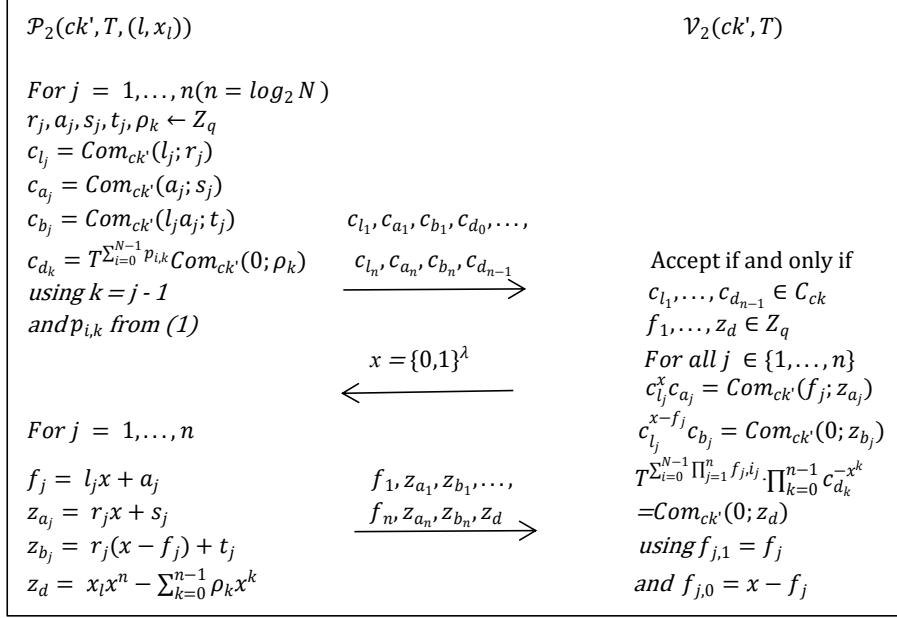 𝒫₂(ck', T, (l, x_l))
For j = 1,…,n(n = log₂ N)
r_j, a_j, s_j, t_j, ρ_k ← Z_q
c_{l_j} = Com_{ck'}(l_j; r_j)
c_{a_j} = Com_{ck'}(a_j; s_j)
c_{b_j} = Com_{ck'}(l_j a_j; t_j)
c_{d_k} = T^{∑_{i=0}^{N-1} p_{i,k}} Com_{ck'}(0; ρ_k)
using k = j - 1
and p_{i,k} from (1)
c_{l_1}, c_{a_1}, c_{b_1}, c_{d_0}, …,
c_{l_n}, c_{a_n}, c_{b_n}, c_{d_{n-1}}
x = {0,1}^λ
For j = 1,…,n
f_j = l_j x + a_j
z_{a_j} = r_j x + s_j
z_{b_j} = r_j(x − f_j) + t_j
z_d = x_l x^n − ∑_{k=0}^{n-1} ρ_k x^k
f_1, z_{a_1}, z_{b_1}, …,
f_n, z_{a_n}, z_{b_n}, z_d
𝒱₂(ck', T)
Accept if and only if
c_{l_1}, …, c_{d_{n-1}} ∈ C_{ck}
f_1, …, z_d ∈ Z_q
For all j ∈ {1,…,n}
c_{l_j}^x c_{a_j} = Com_{ck'}(f_j; z_{a_j})
c_{l_j}^{x−f_j} c_{b_j} = Com_{ck'}(0; z_{b_j})
T^{∑_{i=0}^{N-1} ∏_{j=1}^{n} f_{j,i_j}} · ∏_{k=0}^{n-1} c_{d_k}^{−x^k}
=Com_{ck'}(0; z_d)
using f_{j,1} = f_j
and f_{j,0} = x − f_j